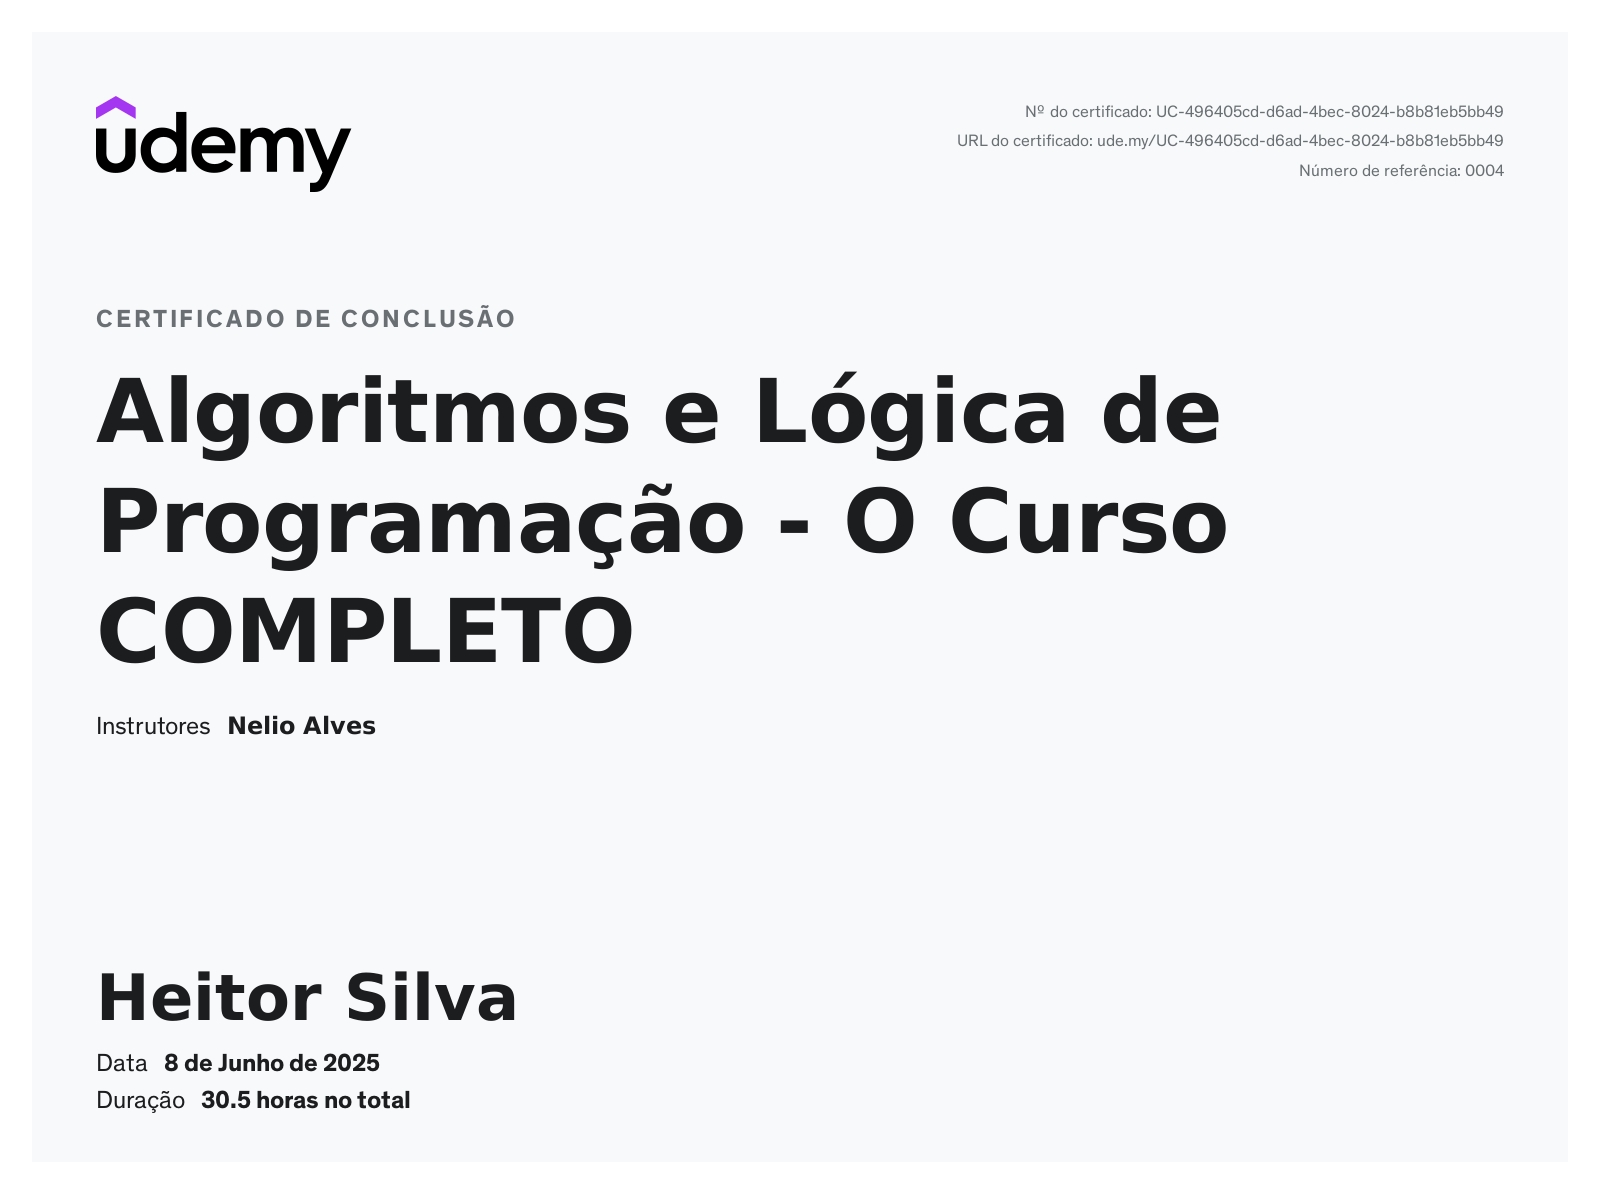 udemy
Nº do certificado: UC-496405cd-d6ad-4bec-8024-b8b81eb5bb49
URL do certificado: ude.my/UC-496405cd-d6ad-4bec-8024-b8b81eb5bb49
Número de referência: 0004
CERTIFICADO DE CONCLUSÃO
Algoritmos e Lógica de
Programação - O Curso
COMPLETO
Instrutores Nelio Alves
Heitor Silva
Data 8 de Junho de 2025
Duração 30.5 horas no total